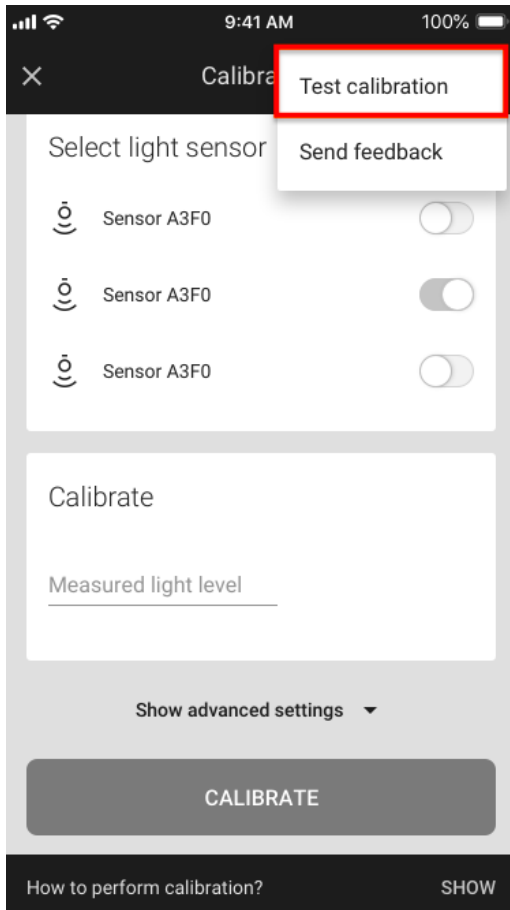 9:41 AM
100%
Calibra
Test calibration
Send feedback
Select light sensor
Sensor A3F0
Sensor A3F0
Sensor A3F0
Calibrate
Measured light level
Show advanced settings
CALIBRATE
How to perform calibration?
SHOW